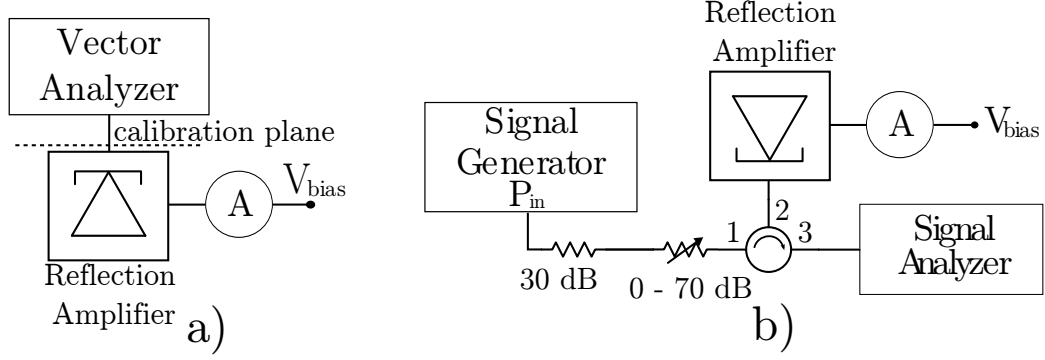 Vector
Analyzer
calibration plane
A
V_bias
Reflection
Amplifier
a)
Reflection
Amplifier
A
V_bias
Signal
Generator
P_in
2
1
3
30 dB
0 - 70 dB
Signal
Analyzer
b)